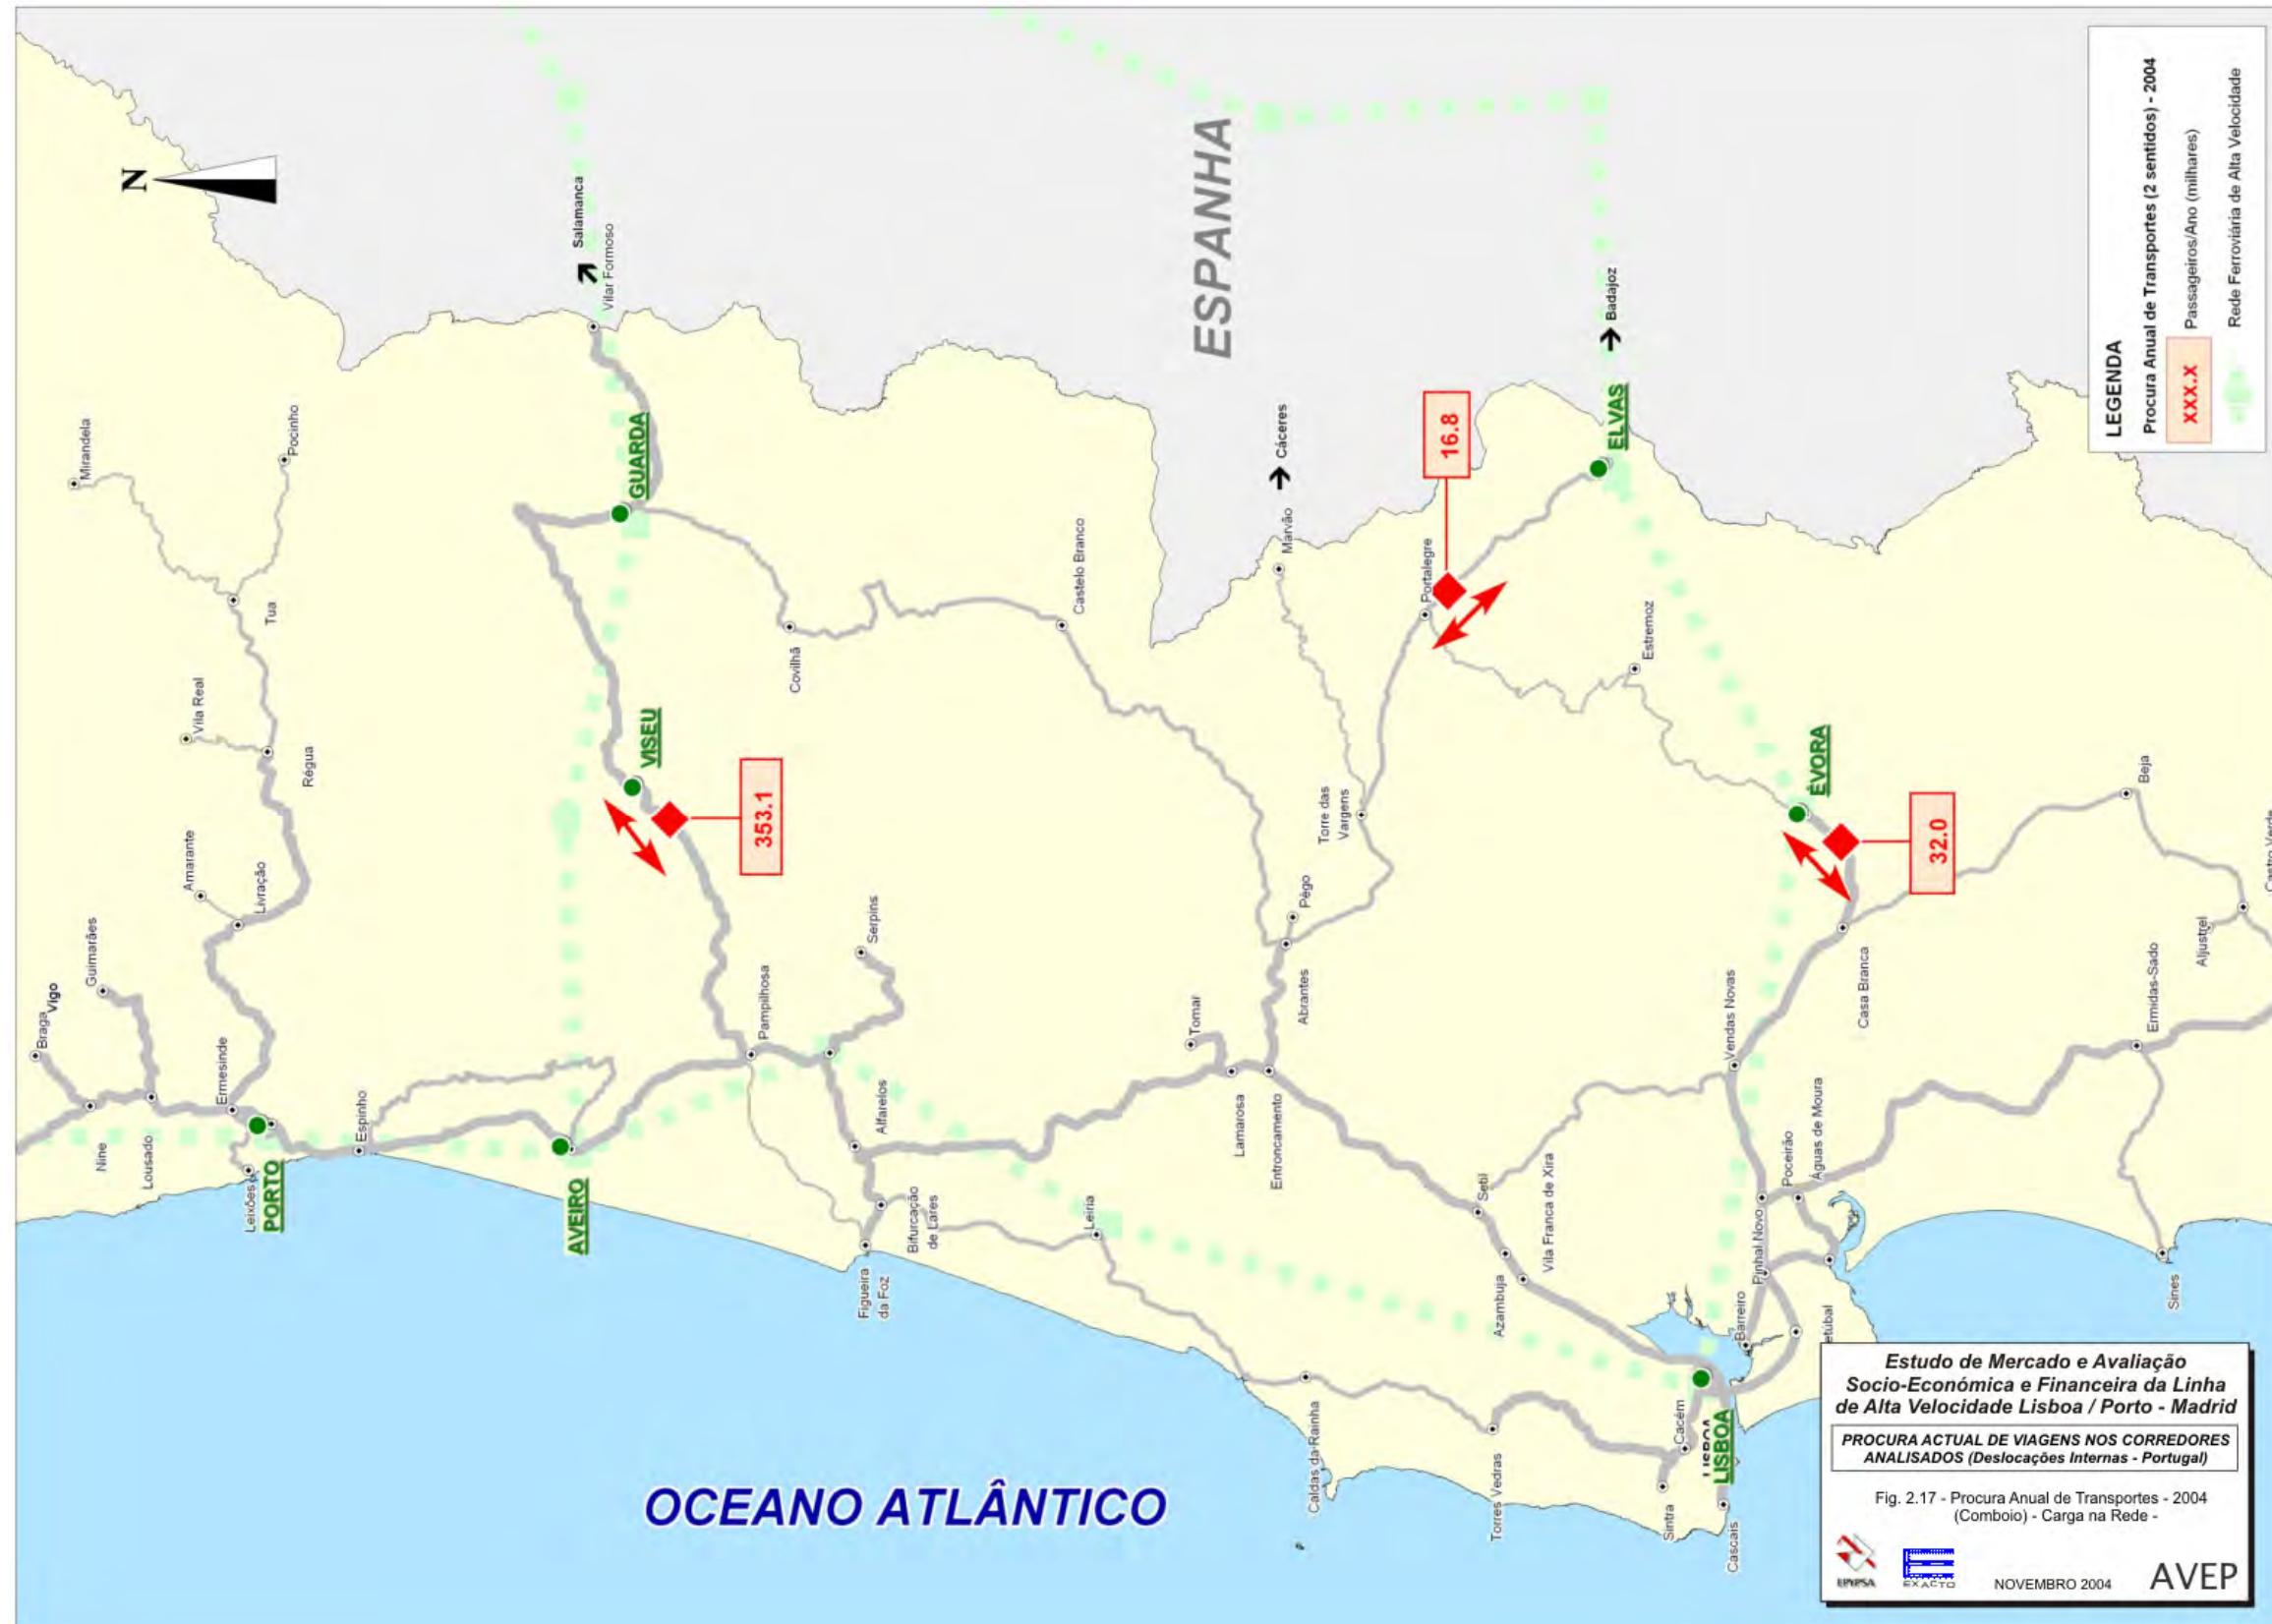 N
OCEANO ATLÂNTICO
ESPANHA
Braga
Vigo
Guimarães
Nine
Lousado
Ermesinde
Leixões
PORTO
Espinho
AVEIRO
Amarante
Livração
Vila Real
Régua
Tua
Mirandela
Pocinho
Salamanca
Vilar Formoso
GUARDA
VISEU
353.1
Pampilhosa
Serpins
Alfarelos
Bifurcação
de Lares
Figueira
da Foz
Leiria
Covilhã
Castelo Branco
Tomar
Lamarosa
Entroncamento
Abrantes
Pêgo
Torre das
Vargens
Marvão
Cáceres
Portalegre
16.8
ELVAS
Badajoz
Estremoz
ÉVORA
32.0
Casa Branca
Vendas Novas
Setil
Vila Franca de Xira
Azambuja
Caldas da Rainha
Torres Vedras
Sintra
Cacém
LISBOA
LISBOA
Cascais
Barreiro
Pinhal Novo
Poceirão
Águas de Moura
etúbal
Beja
Ermidas-Sado
Aljustrel
Castro Verde
Sines
LEGENDA
Procura Anual de Transportes (2 sentidos) - 2004
XXX.X Passageiros/Ano (milhares)
Rede Ferroviária de Alta Velocidade
Estudo de Mercado e Avaliação
Socio-Económica e Financeira da Linha
de Alta Velocidade Lisboa / Porto - Madrid
PROCURA ACTUAL DE VIAGENS NOS CORREDORES
ANALISADOS (Deslocações Internas - Portugal)
Fig. 2.17 - Procura Anual de Transportes - 2004
(Comboio) - Carga na Rede -
EPYPSA
EXACTO
NOVEMBRO 2004
AVEP